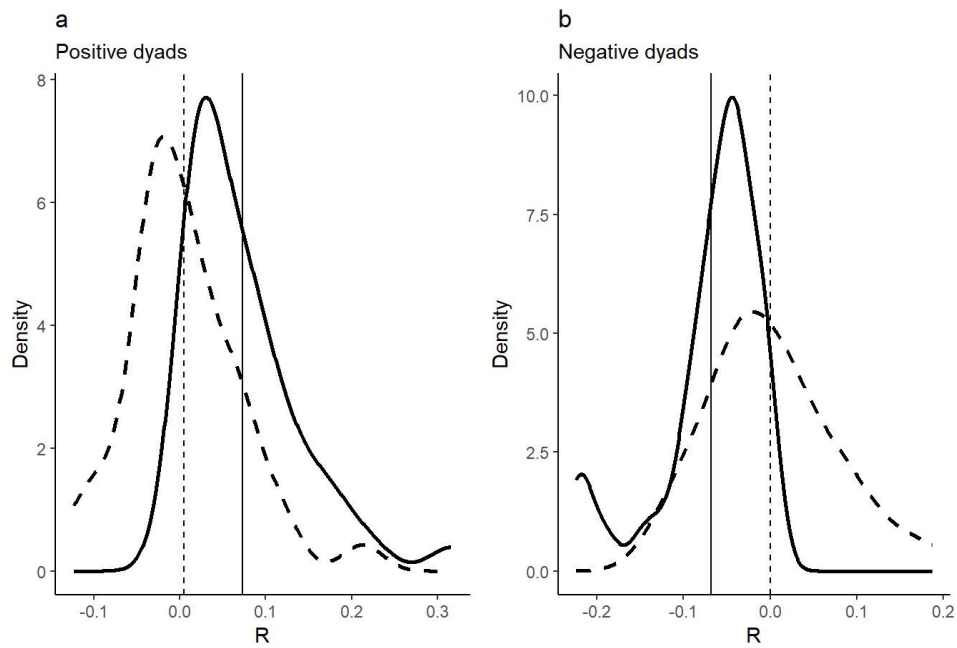 a
Positive dyads
8
6
4
2
0
Density
-0.1 0.0 0.1 0.2 0.3
R
b
Negative dyads
10.0
7.5
5.0
2.5
0.0
Density
-0.2 -0.1 0.0 0.1 0.2
R